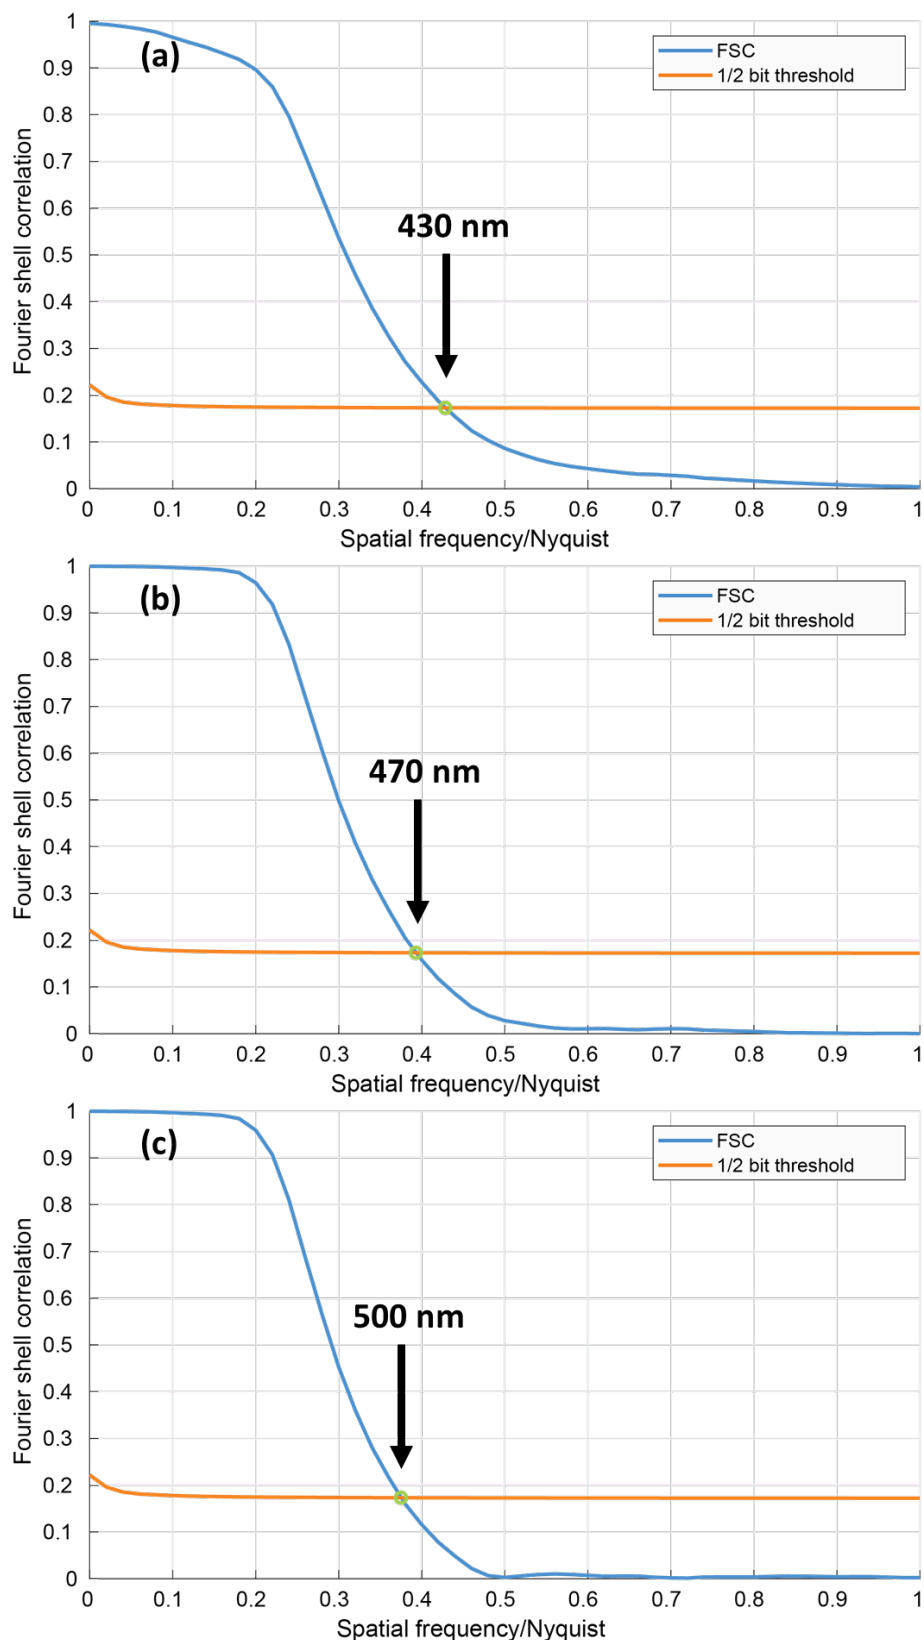 (a)
FSC
1/2 bit threshold
430 nm
Fourier shell correlation
1
0.9
0.8
0.7
0.6
0.5
0.4
0.3
0.2
0.1
0
0 0.1 0.2 0.3 0.4 0.5 0.6 0.7 0.8 0.9 1
Spatial frequency/Nyquist
(b)
FSC
1/2 bit threshold
470 nm
Fourier shell correlation
1
0.9
0.8
0.7
0.6
0.5
0.4
0.3
0.2
0.1
0
0 0.1 0.2 0.3 0.4 0.5 0.6 0.7 0.8 0.9 1
Spatial frequency/Nyquist
(c)
FSC
1/2 bit threshold
500 nm
Fourier shell correlation
1
0.9
0.8
0.7
0.6
0.5
0.4
0.3
0.2
0.1
0
0 0.1 0.2 0.3 0.4 0.5 0.6 0.7 0.8 0.9 1
Spatial frequency/Nyquist